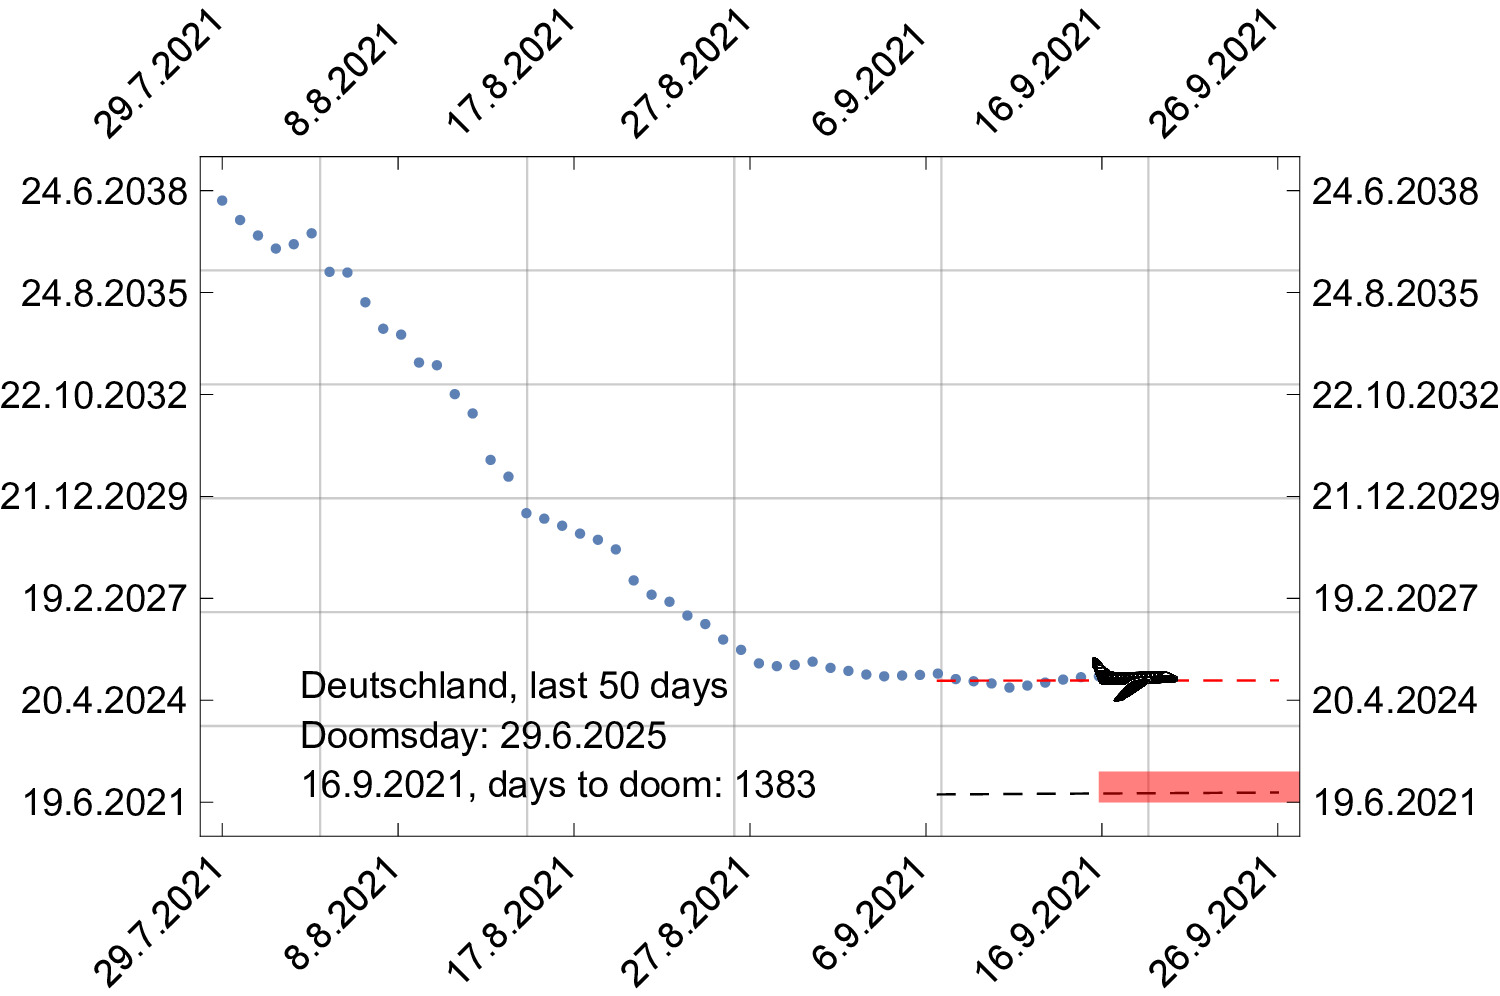 29.7.2021 8.8.2021 17.8.2021 27.8.2021 6.9.2021 16.9.2021 26.9.2021
24.6.2038 24.6.2038
24.8.2035 24.8.2035
22.10.2032 22.10.2032
21.12.2029 21.12.2029
19.2.2027 19.2.2027
Deutschland, last 50 days
20.4.2024 20.4.2024
Doomsday: 29.6.2025
16.9.2021, days to doom: 1383
19.6.2021 19.6.2021
29.7.2021 8.8.2021 17.8.2021 27.8.2021 6.9.2021 16.9.2021 26.9.2021